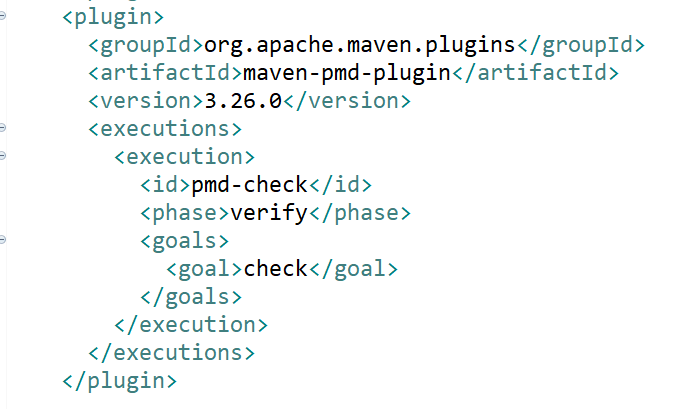 <plugin>
<groupId>org.apache.maven.plugins</groupId>
<artifactId>maven-pmd-plugin</artifactId>
<version>3.26.0</version>
<executions>
<execution>
<id>pmd-check</id>
<phase>verify</phase>
<goals>
<goal>check</goal>
</goals>
</execution>
</executions>
</plugin>